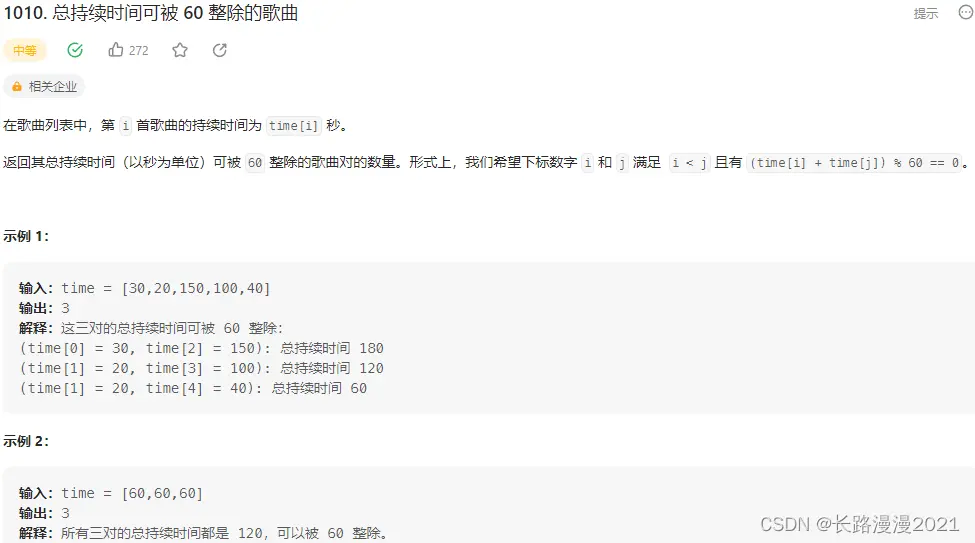 1010. 总持续时间可被 60 整除的歌曲
提示
中等 272
相关企业
在歌曲列表中，第 i 首歌曲的持续时间为 time[i] 秒。
返回其总持续时间（以秒为单位）可被 60 整除的歌曲对的数量。形式上，我们希望下标数字 i 和 j 满足 i < j 且有 (time[i] + time[j]) % 60 == 0。
示例 1：
输入：time = [30,20,150,100,40]
输出：3
解释：这三对的总持续时间可被 60 整除：
(time[0] = 30, time[2] = 150): 总持续时间 180
(time[1] = 20, time[3] = 100): 总持续时间 120
(time[1] = 20, time[4] = 40): 总持续时间 60
示例 2：
输入：time = [60,60,60]
输出：3
解释：所有三对的总持续时间都是 120，可以被 60 整除。
CSDN @长路漫漫2021